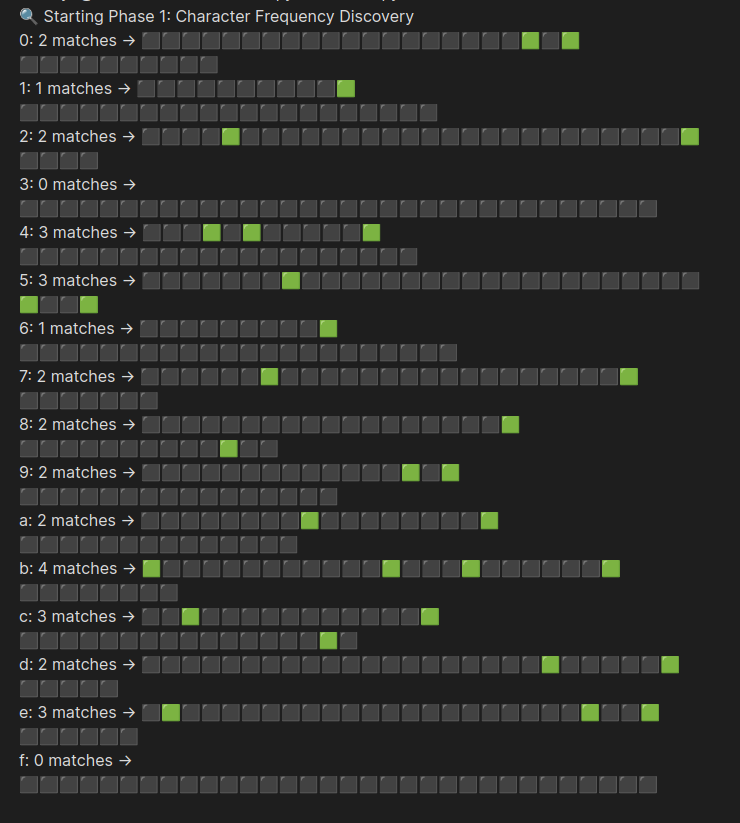 🔍 Starting Phase 1: Character Frequency Discovery
0: 2 matches → ⬛⬛⬛⬛⬛⬛⬛⬛⬛⬛⬛⬛⬛⬛⬛⬛⬛⬛⬛🟩⬛🟩
⬛⬛⬛⬛⬛⬛⬛⬛⬛⬛
1: 1 matches → ⬛⬛⬛⬛⬛⬛⬛⬛⬛⬛🟩
⬛⬛⬛⬛⬛⬛⬛⬛⬛⬛⬛⬛⬛⬛⬛⬛⬛⬛⬛⬛⬛
2: 2 matches → ⬛⬛⬛⬛🟩⬛⬛⬛⬛⬛⬛⬛⬛⬛⬛⬛⬛⬛⬛⬛⬛⬛⬛⬛⬛⬛⬛🟩
⬛⬛⬛⬛
3: 0 matches →
⬛⬛⬛⬛⬛⬛⬛⬛⬛⬛⬛⬛⬛⬛⬛⬛⬛⬛⬛⬛⬛⬛⬛⬛⬛⬛⬛⬛⬛⬛⬛⬛
4: 3 matches → ⬛⬛⬛🟩⬛🟩⬛⬛⬛⬛⬛🟩
⬛⬛⬛⬛⬛⬛⬛⬛⬛⬛⬛⬛⬛⬛⬛⬛⬛⬛⬛⬛
5: 3 matches → ⬛⬛⬛⬛⬛⬛⬛🟩⬛⬛⬛⬛⬛⬛⬛⬛⬛⬛⬛⬛⬛⬛⬛⬛⬛⬛⬛⬛
🟩⬛⬛🟩
6: 1 matches → ⬛⬛⬛⬛⬛⬛⬛⬛⬛🟩
⬛⬛⬛⬛⬛⬛⬛⬛⬛⬛⬛⬛⬛⬛⬛⬛⬛⬛⬛⬛⬛⬛
7: 2 matches → ⬛⬛⬛⬛⬛⬛🟩⬛⬛⬛⬛⬛⬛⬛⬛⬛⬛⬛⬛⬛⬛⬛⬛⬛🟩
⬛⬛⬛⬛⬛⬛⬛
8: 2 matches → ⬛⬛⬛⬛⬛⬛⬛⬛⬛⬛⬛⬛⬛⬛⬛⬛⬛⬛🟩
⬛⬛⬛⬛⬛⬛⬛⬛⬛⬛🟩⬛⬛
9: 2 matches → ⬛⬛⬛⬛⬛⬛⬛⬛⬛⬛⬛⬛⬛🟩⬛🟩
⬛⬛⬛⬛⬛⬛⬛⬛⬛⬛⬛⬛⬛⬛⬛⬛
a: 2 matches → ⬛⬛⬛⬛⬛⬛⬛⬛🟩⬛⬛⬛⬛⬛⬛⬛⬛🟩
⬛⬛⬛⬛⬛⬛⬛⬛⬛⬛⬛⬛⬛⬛
b: 4 matches → 🟩⬛⬛⬛⬛⬛⬛⬛⬛⬛⬛⬛🟩⬛⬛⬛🟩⬛⬛⬛⬛⬛⬛🟩
⬛⬛⬛⬛⬛⬛⬛⬛
c: 3 matches → ⬛⬛🟩⬛⬛⬛⬛⬛⬛⬛⬛⬛⬛⬛🟩
⬛⬛⬛⬛⬛⬛⬛⬛⬛⬛⬛⬛⬛⬛⬛🟩⬛
d: 2 matches → ⬛⬛⬛⬛⬛⬛⬛⬛⬛⬛⬛⬛⬛⬛⬛⬛⬛⬛⬛⬛🟩⬛⬛⬛⬛⬛🟩
⬛⬛⬛⬛⬛
e: 3 matches → ⬛🟩⬛⬛⬛⬛⬛⬛⬛⬛⬛⬛⬛⬛⬛⬛⬛⬛⬛⬛⬛⬛🟩⬛⬛🟩
⬛⬛⬛⬛⬛⬛
f: 0 matches →
⬛⬛⬛⬛⬛⬛⬛⬛⬛⬛⬛⬛⬛⬛⬛⬛⬛⬛⬛⬛⬛⬛⬛⬛⬛⬛⬛⬛⬛⬛⬛⬛